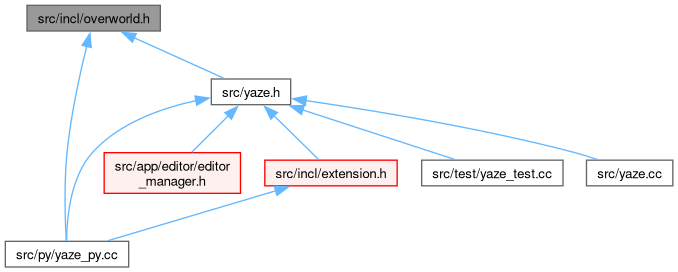 src/incl/overworld.h
src/yaze.h
src/app/editor/editor
_manager.h
src/incl/extension.h
src/test/yaze_test.cc
src/yaze.cc
src/py/yaze_py.cc